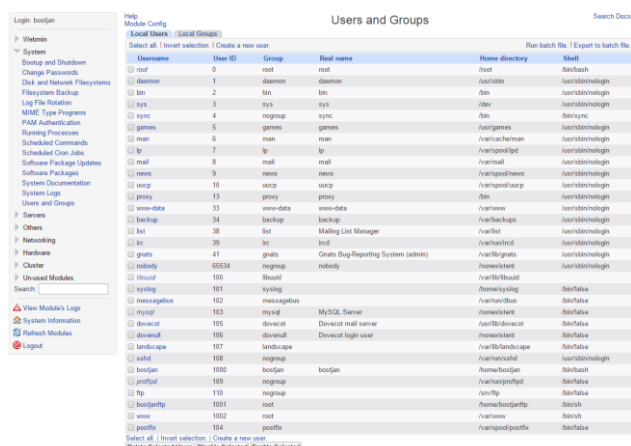 Login: bostjan
Webmin
System
Bootup and Shutdown
Change Passwords
Disk and Network Filesystems
Filesystem Backup
Log File Rotation
MIME Type Programs
PAM Authentication
Running Processes
Scheduled Commands
Scheduled Cron Jobs
Software Package Updates
Software Packages
System Documentation
System Logs
Users and Groups
Servers
Others
Networking
Hardware
Cluster
Un-used Modules
Search:
View Module's Logs
System Information
Refresh Modules
Logout
Help.
Module Config
Users and Groups
Search Docs.
Local Users Local Groups
Select all. | Invert selection. | Create a new user. Run batch file. | Export to batch file.
Username User ID Group Real name Home directory Shell
root 0 root root /root /bin/bash
daemon 1 daemon daemon /usr/sbin /usr/sbin/nologin
bin 2 bin bin /bin /usr/sbin/nologin
sys 3 sys sys /dev /usr/sbin/nologin
sync 4 nogroup sync /bin /bin/sync
games 5 games games /usr/games /usr/sbin/nologin
man 6 man man /var/cache/man /usr/sbin/nologin
lp 7 lp lp /var/spool/lpd /usr/sbin/nologin
mail 8 mail mail /var/mail /usr/sbin/nologin
news 9 news news /var/spool/news /usr/sbin/nologin
uucp 10 uucp uucp /var/spool/uucp /usr/sbin/nologin
proxy 13 proxy proxy /bin /usr/sbin/nologin
www-data 33 www-data www-data /var/www /usr/sbin/nologin
backup 34 backup backup /var/backups /usr/sbin/nologin
list 38 list Mailing List Manager /var/list /usr/sbin/nologin
irc 39 irc ircd /var/run/ircd /usr/sbin/nologin
gnats 41 gnats Gnats Bug-Reporting System (admin) /var/lib/gnats /usr/sbin/nologin
nobody 65534 nogroup nobody /nonexistent /usr/sbin/nologin
libuuid 100 libuuid /var/lib/libuuid
syslog 101 syslog /home/syslog /bin/false
messagebus 102 messagebus /var/run/dbus /bin/false
mysql 103 mysql MySQL Server /nonexistent /bin/false
dovecot 105 dovecot Dovecot mail server /usr/lib/dovecot /bin/false
dovenull 106 dovenull Dovecot login user /nonexistent /bin/false
landscape 107 landscape /var/lib/landscape /bin/false
sshd 108 nogroup /var/run/sshd /usr/sbin/nologin
bostjan 1000 bostjan bostjan /home/bostjan /bin/bash
proftpd 109 nogroup /var/run/proftpd /bin/false
ftp 110 nogroup /srv/ftp /bin/false
bostjanftp 1001 root /home/bostjanftp /bin/sh
www 1002 root /var/www /bin/sh
postfix 104 postfix /var/spool/postfix /bin/false
Select all. | Invert selection. | Create a new user.